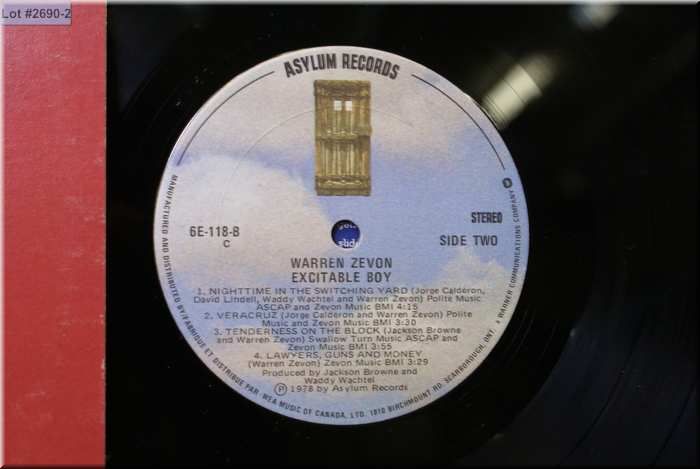 Lot #2690-2
ASYLUM RECORDS
6E-118-B
C
STEREO
SIDE TWO
slide
WARREN ZEVON
EXCITABLE BOY
1. NIGHTTIME IN THE SWITCHING YARD (Jorge Calderon,
David Lindell, Waddy Wachtel and Warren Zevon) Polite Music
ASCAP and Zevon Music BMI 4:15
2. VERACRUZ (Jorge Calderon and Warren Zevon) Polite
Music and Zevon Music BMI 3:30
3. TENDERNESS ON THE BLOCK (Jackson Browne
and Warren Zevon) Swallow Turn Music ASCAP and
Zevon Music BMI 3:55
4. LAWYERS, GUNS AND MONEY
(Warren Zevon) Zevon Music BMI 3:29
Produced by Jackson Browne and
Waddy Wachtel
℗ 1978 by Asylum Records
MANUFACTURED AND DISTRIBUTED BY/FABRIQUE ET DISTRIBUE PAR · WEA MUSIC OF CANADA, LTD. 1810 BIRCHMOUNT RD. SCARBOROUGH, ONT. A WARNER COMMUNICATIONS COMPANY